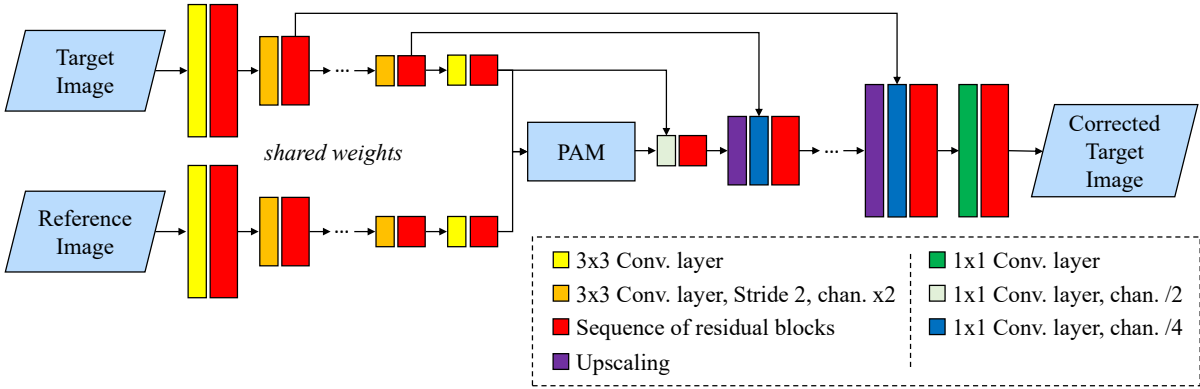 Target
Image
...
shared weights
Reference
Image
...
PAM
...
Corrected
Target
Image
3x3 Conv. layer
3x3 Conv. layer, Stride 2, chan. x2
Sequence of residual blocks
Upscaling
1x1 Conv. layer
1x1 Conv. layer, chan. /2
1x1 Conv. layer, chan. /4